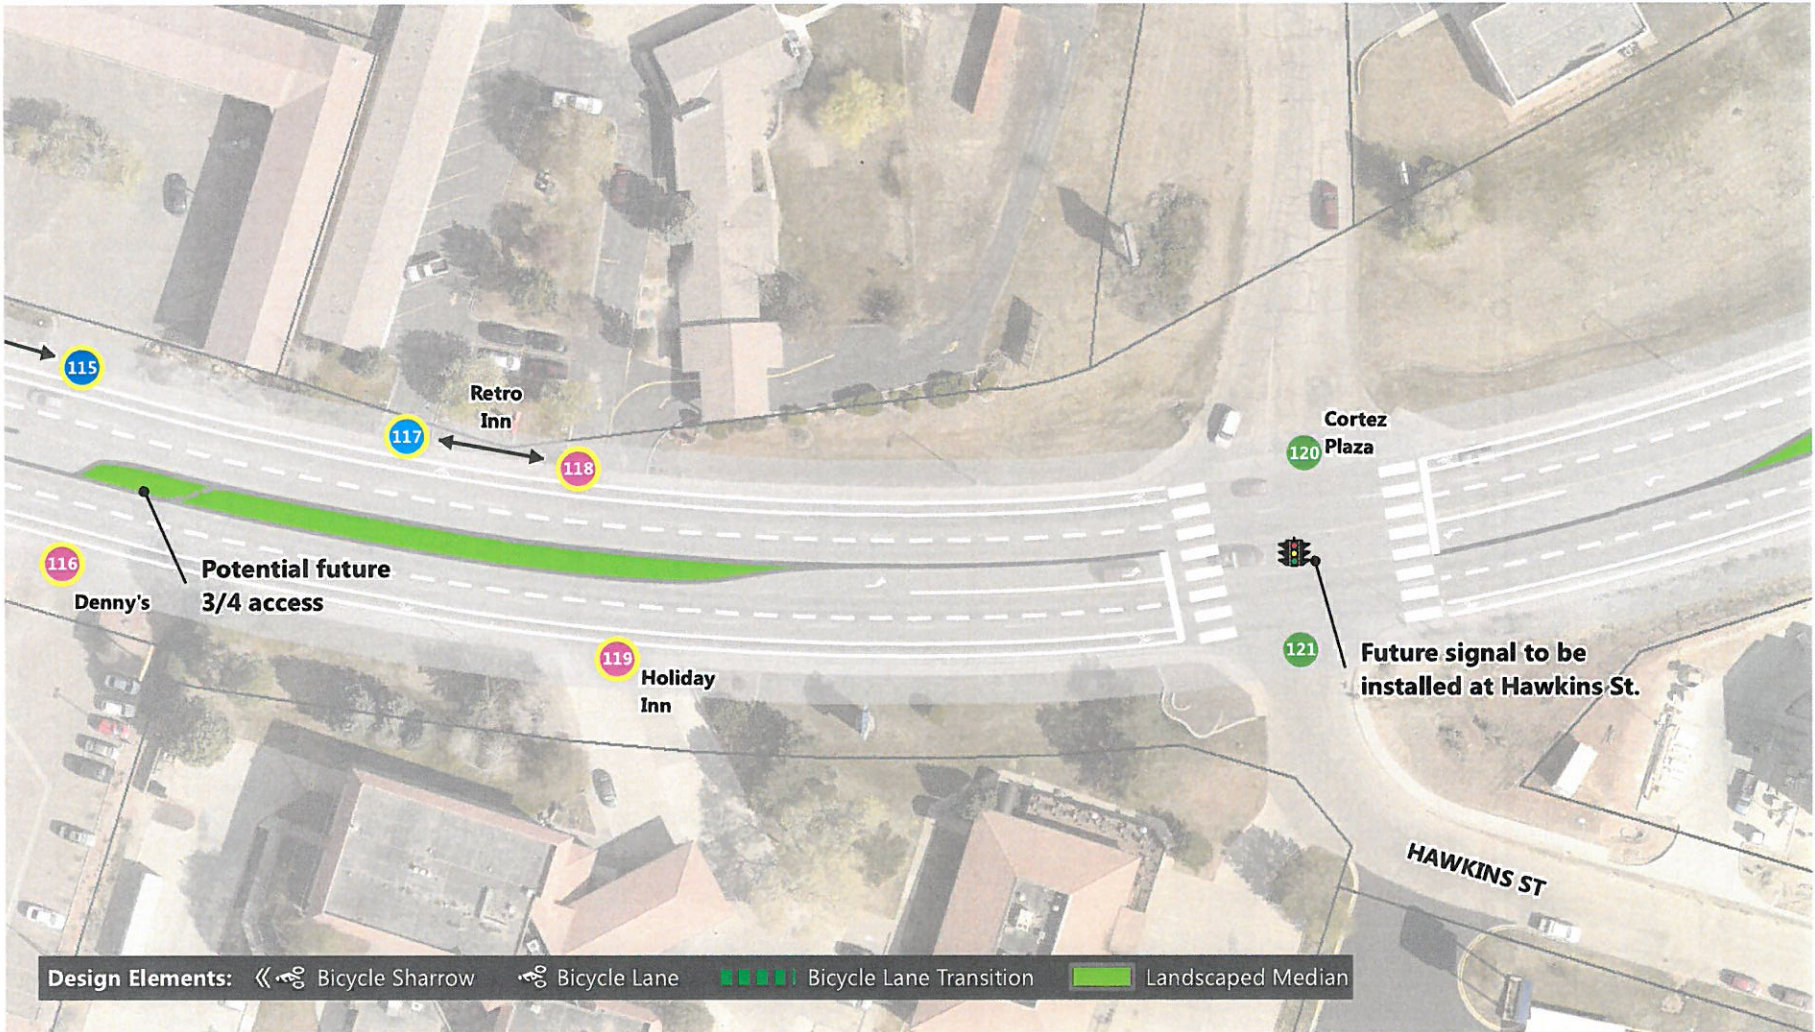 115
117
Retro
Inn
118
Cortez
Plaza
120
116
Denny's
Potential future
3/4 access
119
Holiday
Inn
121
Future signal to be
installed at Hawkins St.
HAWKINS ST
Design Elements: Bicycle Sharrow Bicycle Lane Bicycle Lane Transition Landscaped Median